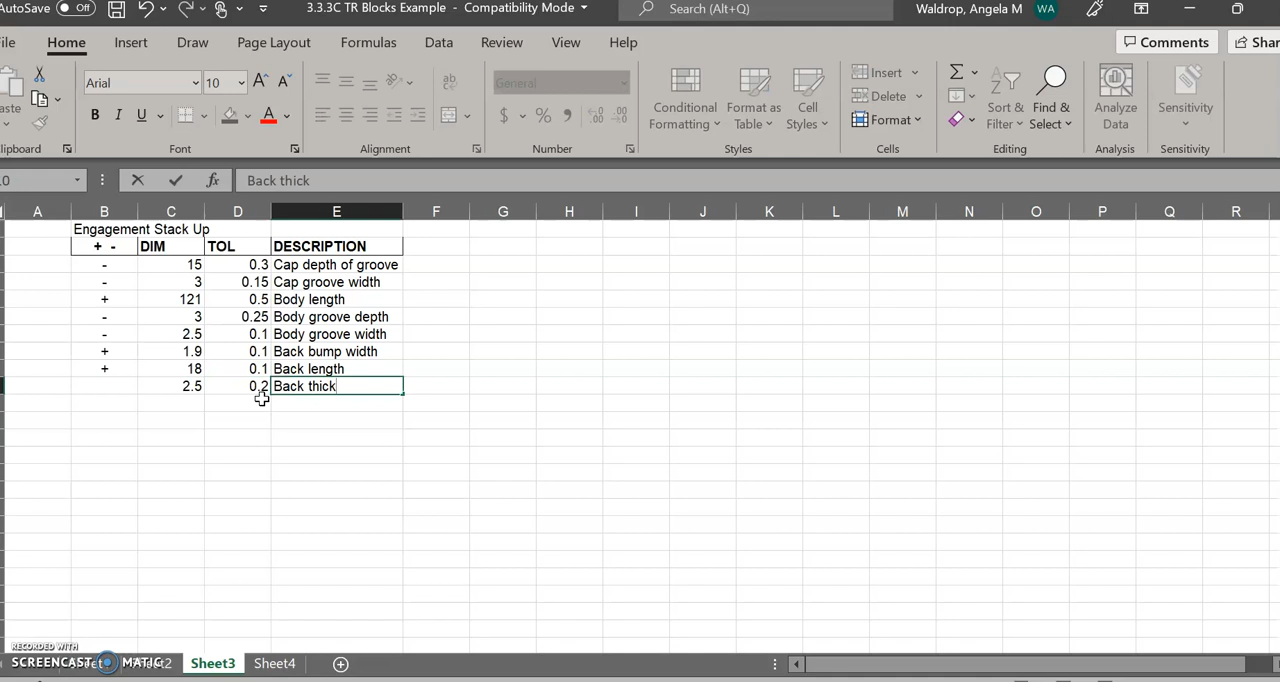 AutoSave Off 3.3.3C TR Blocks Example - Compatibility Mode Search (Alt+Q) Waldrop, Angela M WA
ile Home Insert Draw Page Layout Formulas Data Review View Help Comments Shar
aste Arial 10 B I U General $ % Conditional Formatting Format as Table Cell Styles Insert Delete Format Sort & Filter Find & Select Analyze Data Sensitivity
lipboard Font Alignment Number Styles Cells Editing Analysis Sensitivity
0 fx Back thick
A B C D E F G H I J K L M N O P Q R
Engagement Stack Up
+ - DIM TOL DESCRIPTION
- 15 0.3 Cap depth of groove
- 3 0.15 Cap groove width
+ 121 0.5 Body length
- 3 0.25 Body groove depth
- 2.5 0.1 Body groove width
+ 1.9 0.1 Back bump width
+ 18 0.1 Back length
2.5 0.2 Back thick
RECORDED WITH
SCREENCAST MATIC Sheet3 Sheet4